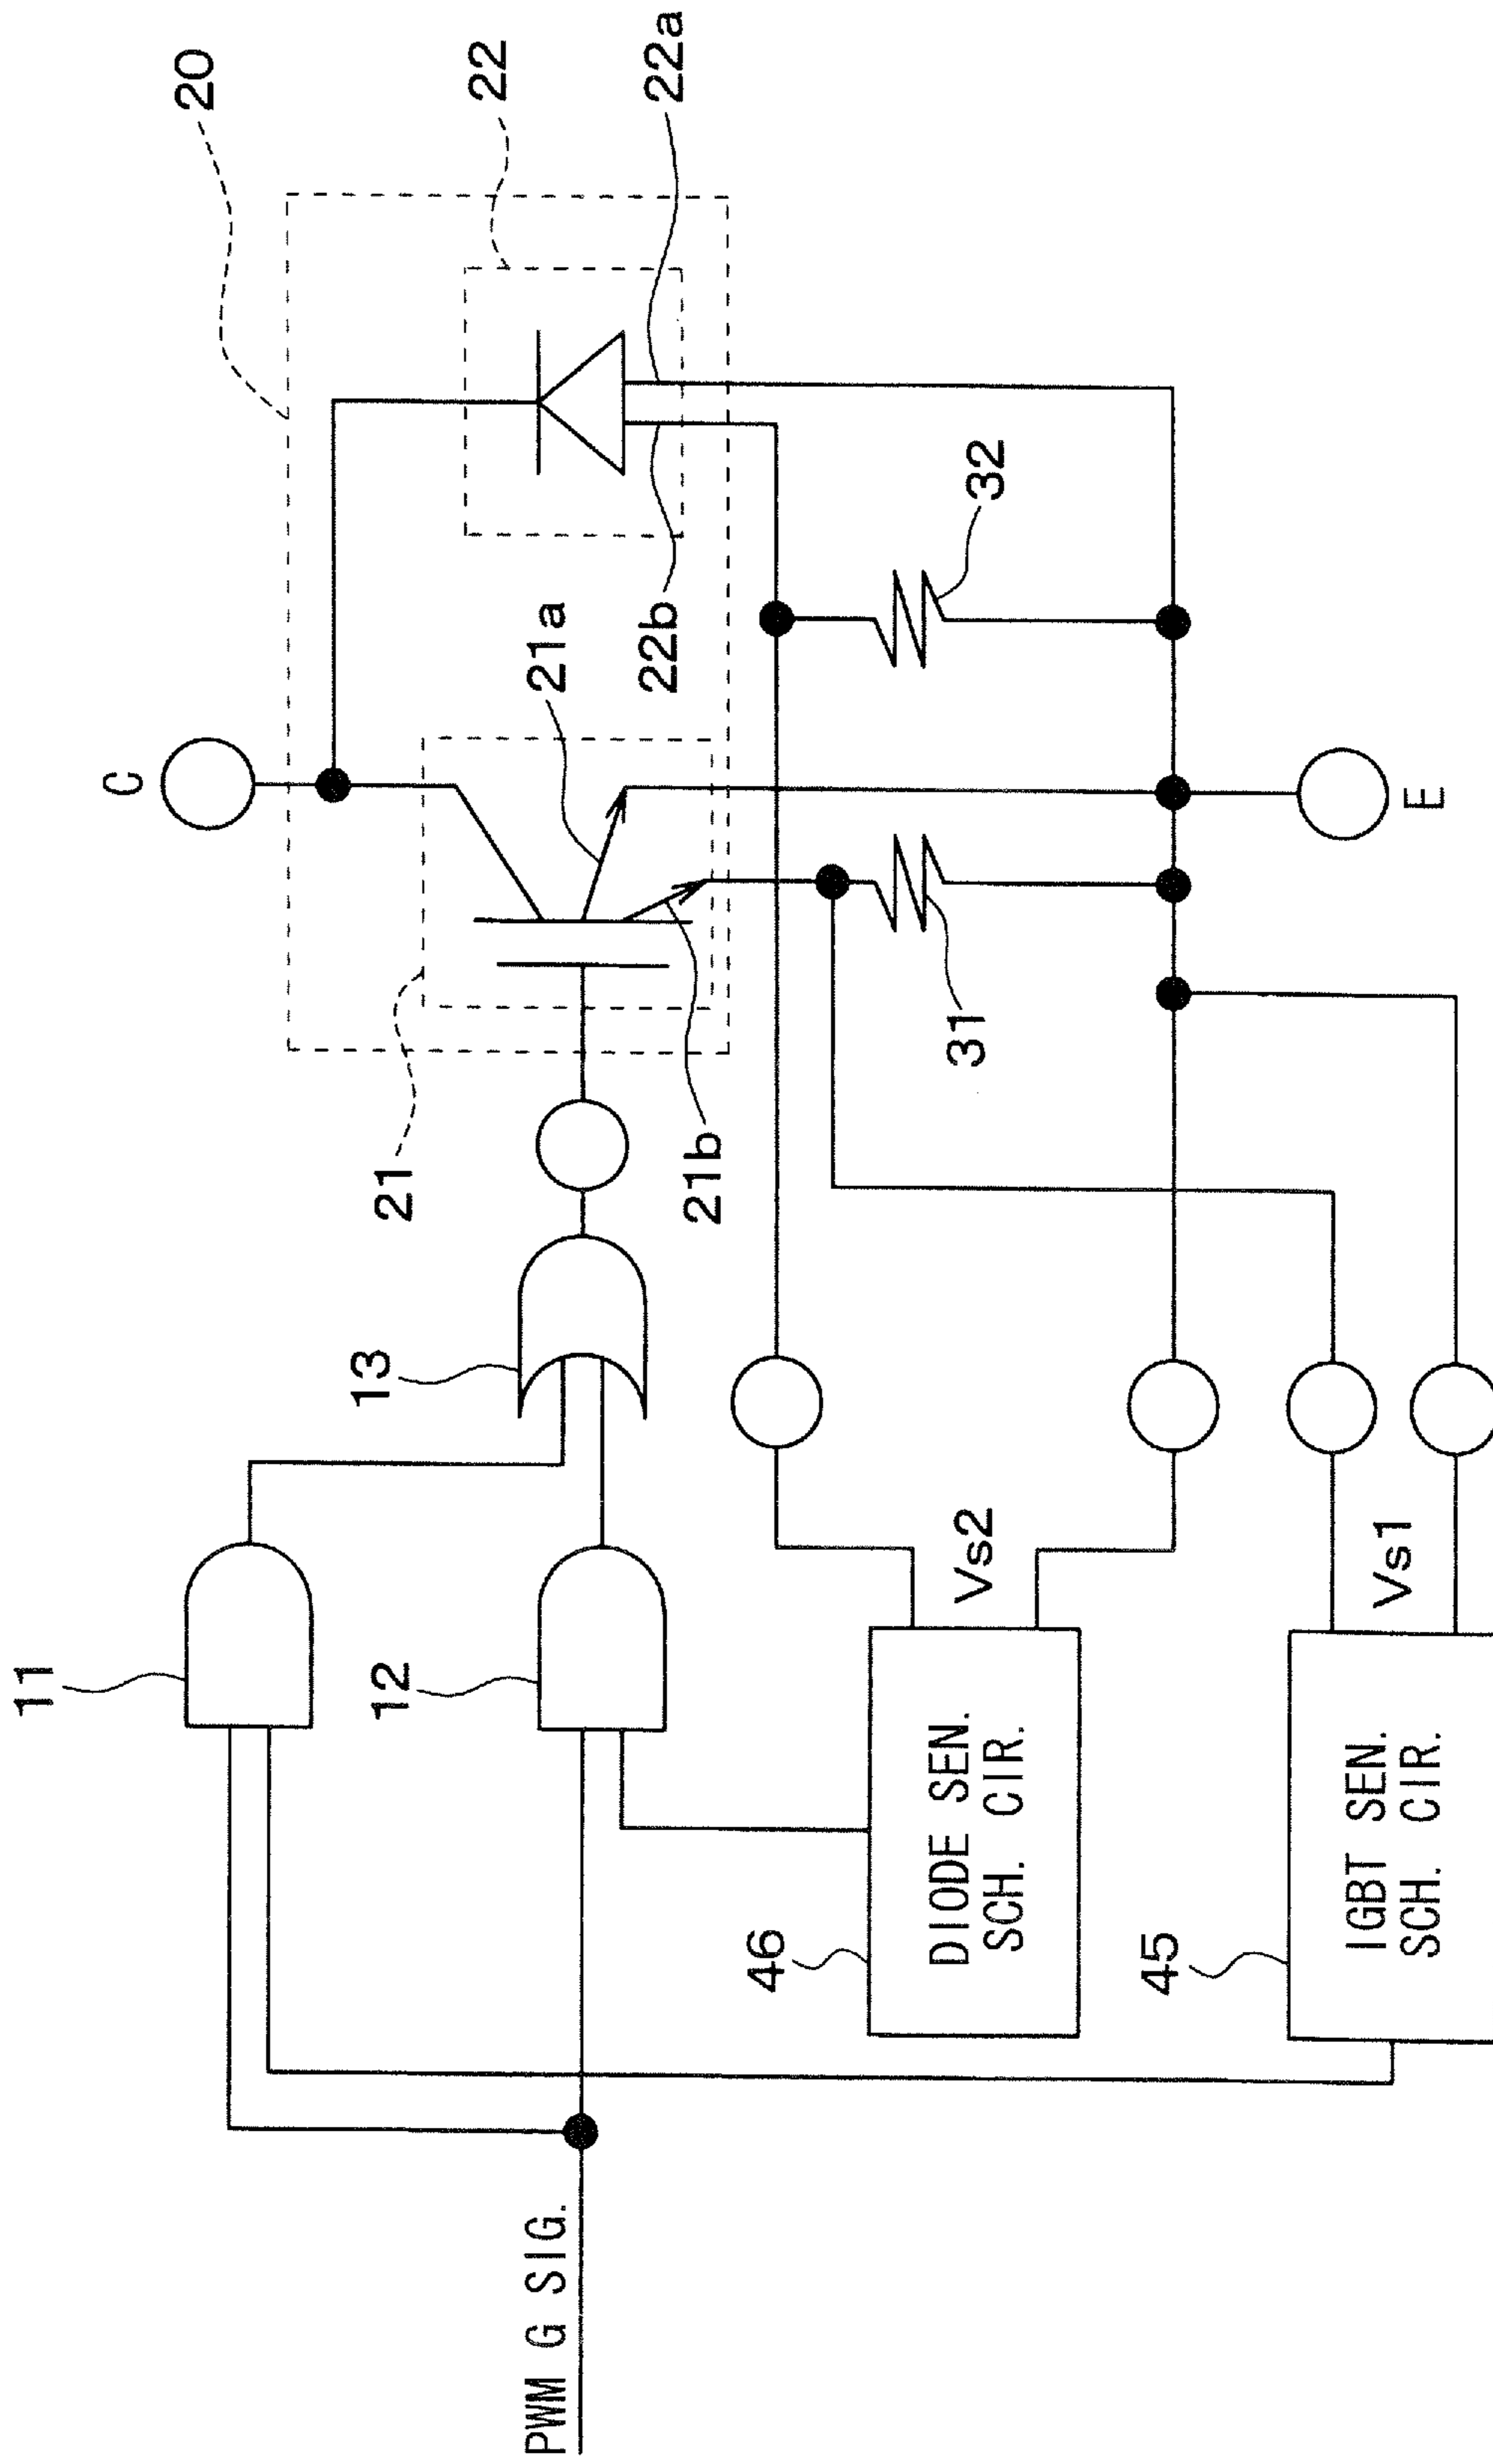 20
22
22a
C
21a
22b
32
21
21b
31
E
13
11
12
Vs2
Vs1
46
DIODE SEN.
SCH. CIR.
45
IGBT SEN.
SCH. CIR.
PWM G SIG.